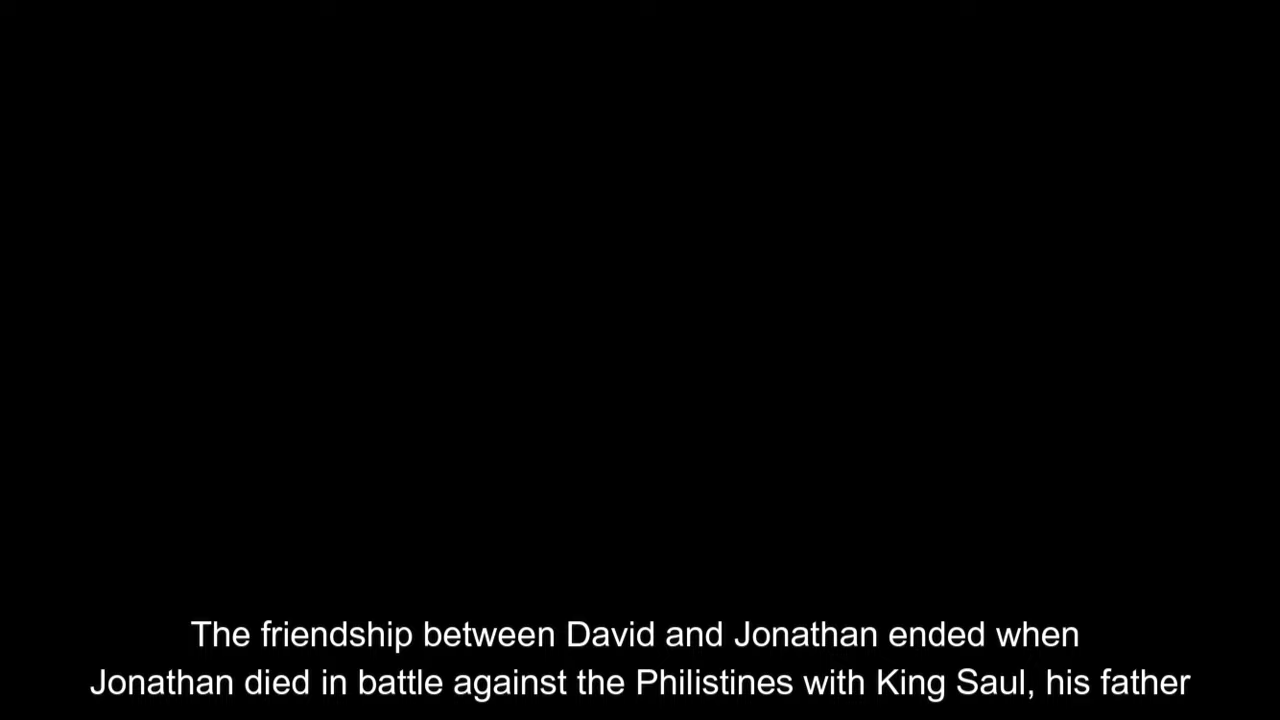 The friendship between David and Jonathan ended when
Jonathan died in battle against the Philistines with King Saul, his father